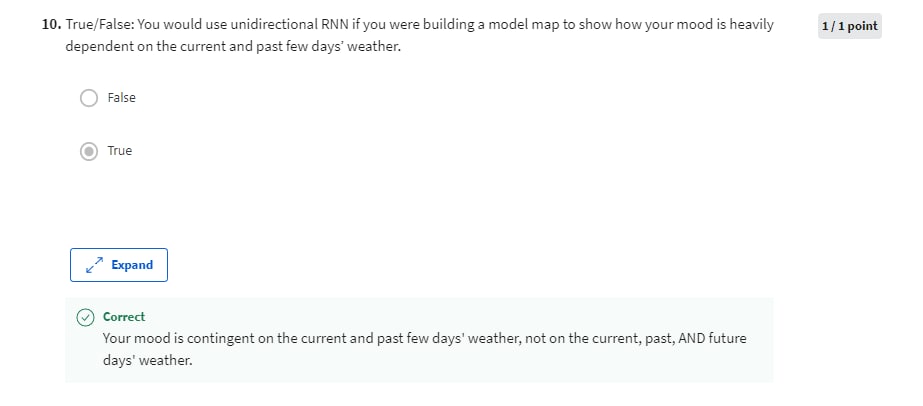 10. True/False: You would use unidirectional RNN if you were building a model map to show how your mood is heavily
1 / 1 point
dependent on the current and past few days’ weather.
False
True
Expand
Correct
Your mood is contingent on the current and past few days' weather, not on the current, past, AND future
days' weather.